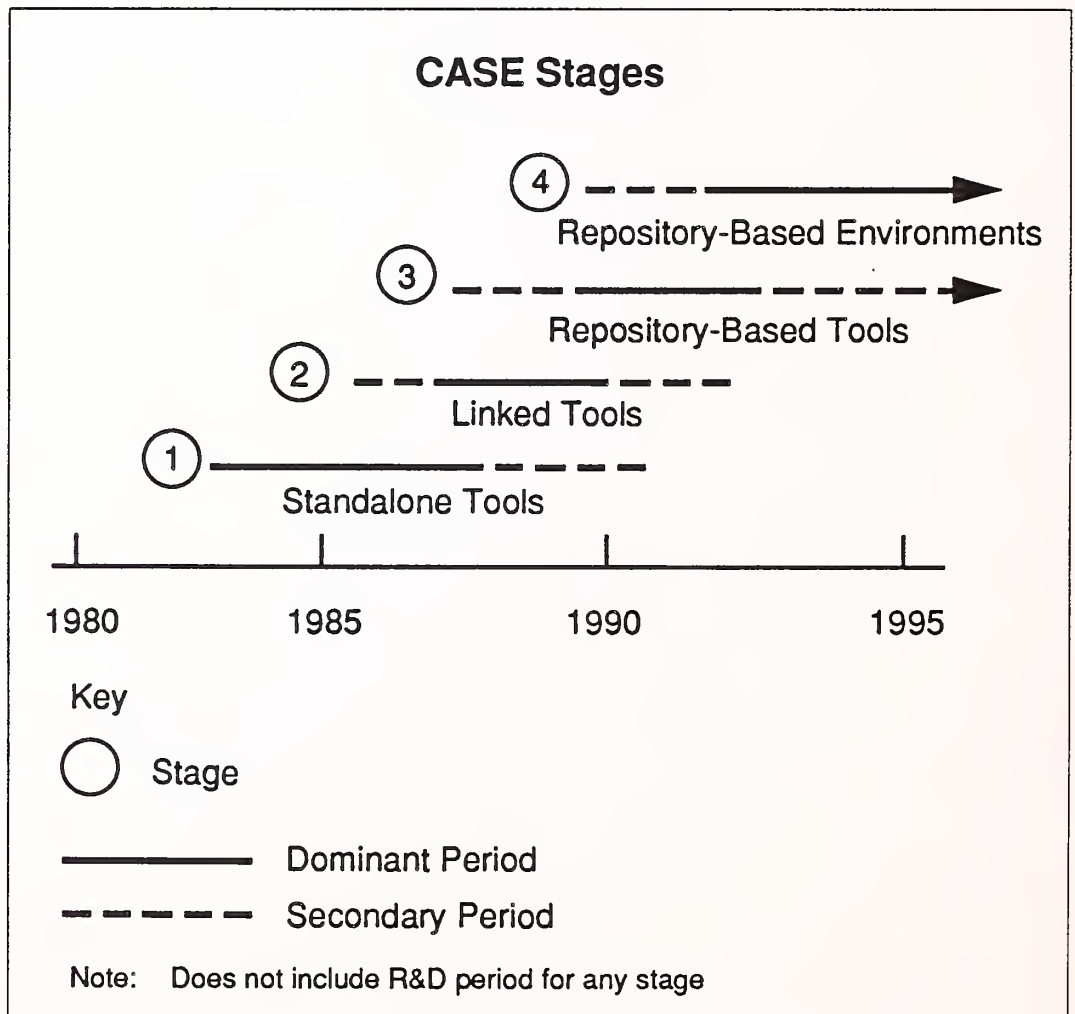 CASE Stages
4
Repository-Based Environments
3
Repository-Based Tools
2
Linked Tools
1
Standalone Tools
1980 1985 1990 1995
Key
Stage
Dominant Period
Secondary Period
Note: Does not include R&D period for any stage